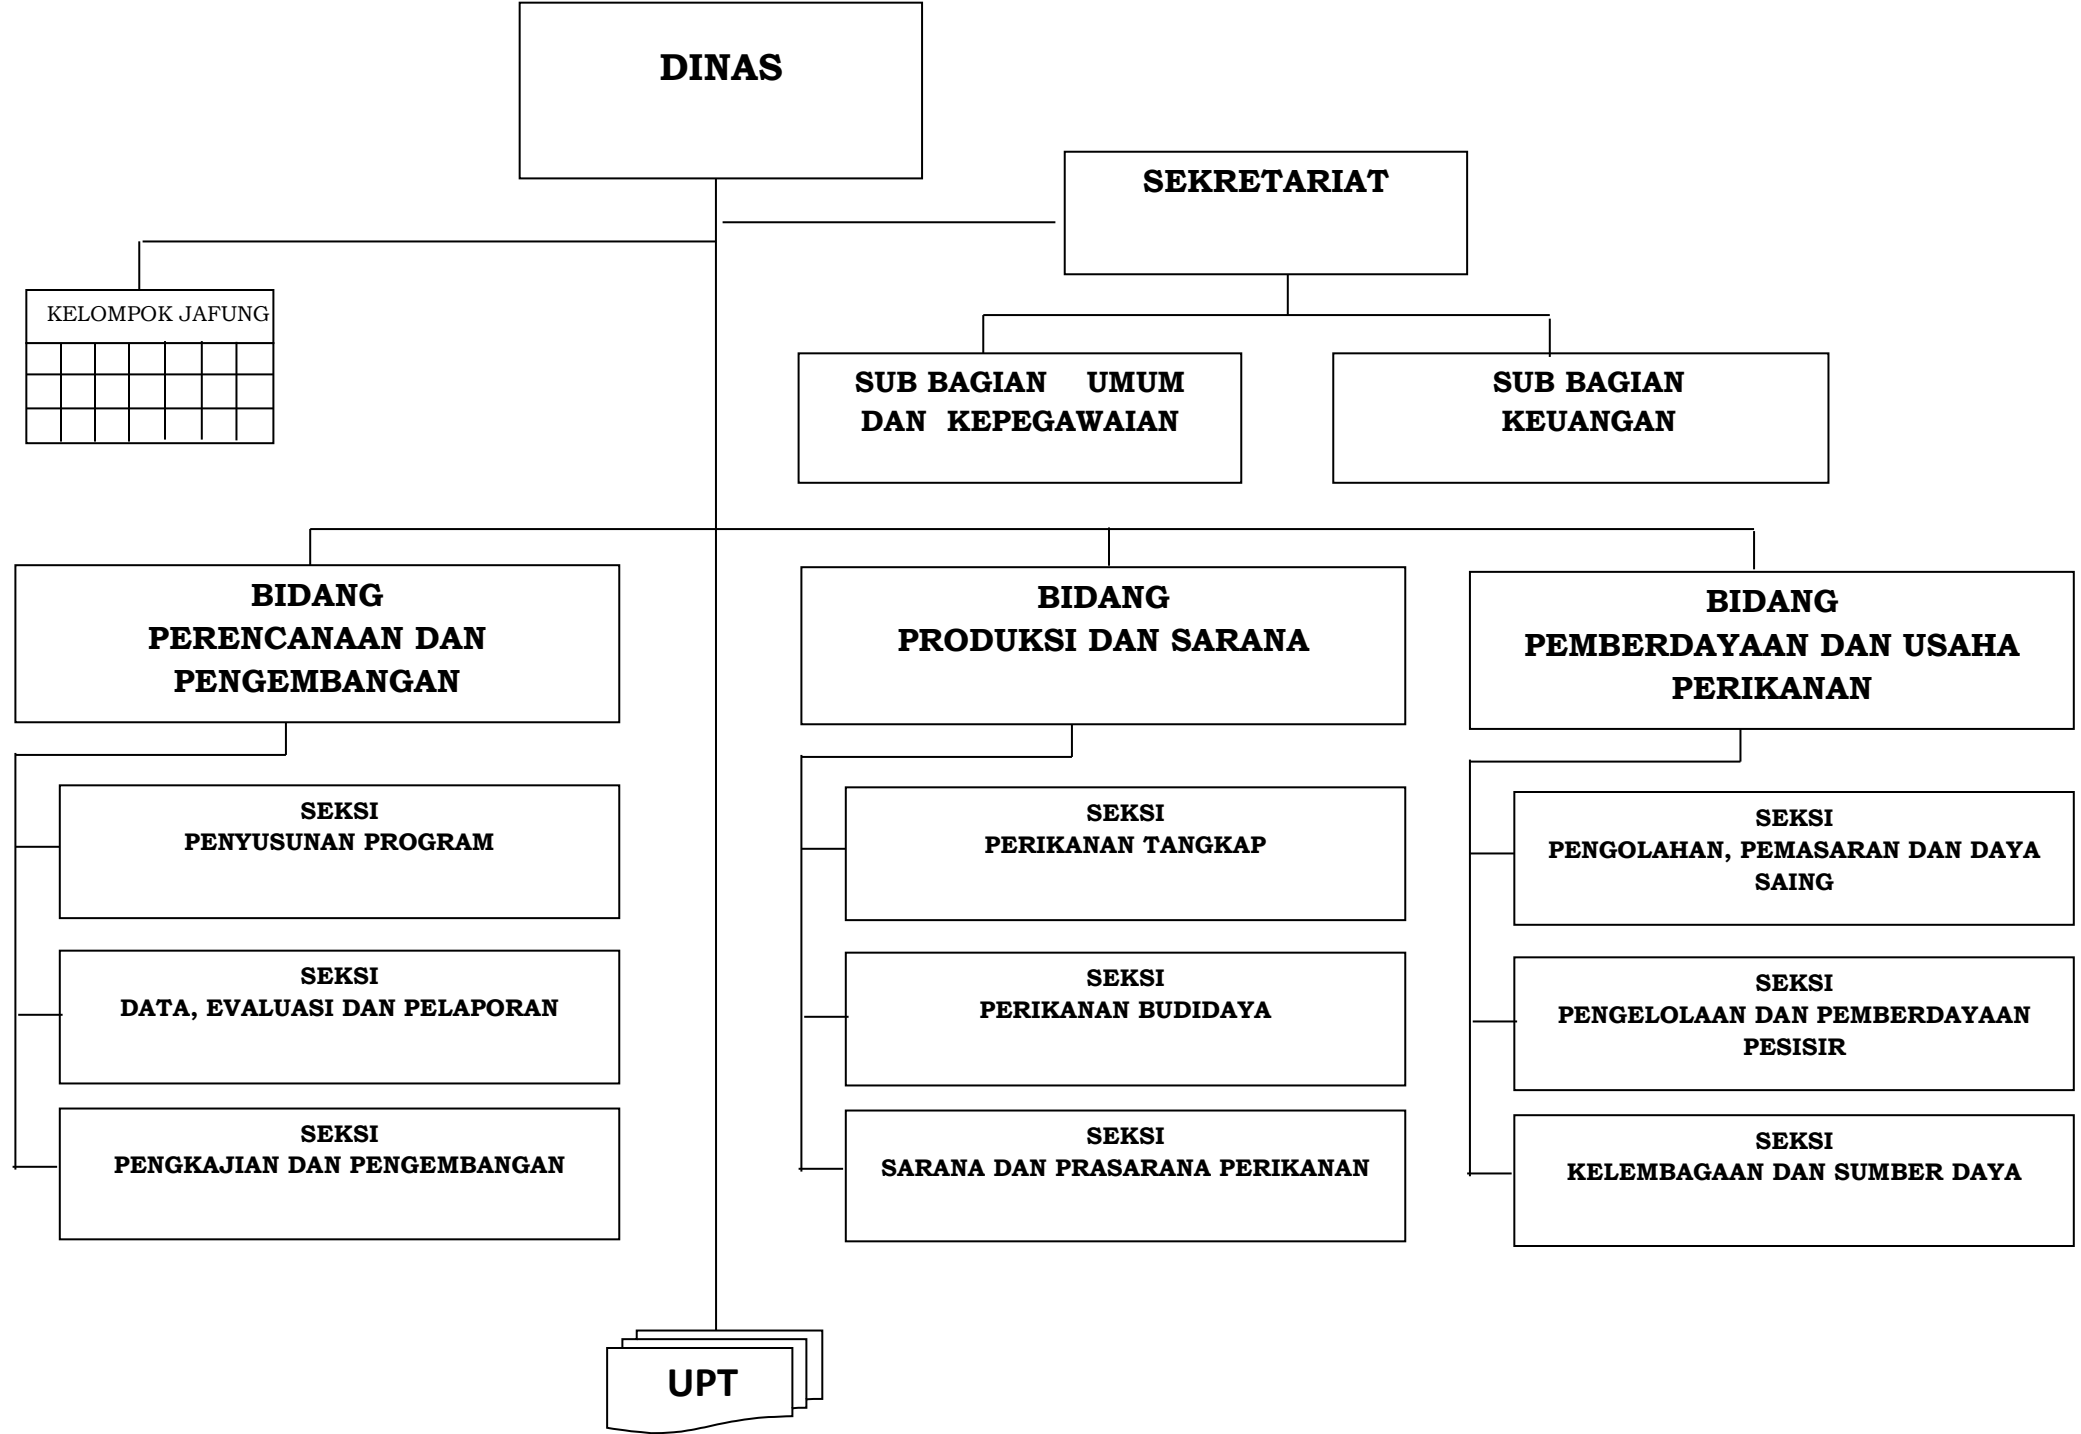 DINAS
SEKRETARIAT
KELOMPOK JAFUNG
SUB BAGIAN UMUM
DAN KEPEGAWAIAN
SUB BAGIAN
KEUANGAN
BIDANG
PERENCANAAN DAN
PENGEMBANGAN
BIDANG
PRODUKSI DAN SARANA
BIDANG
PEMBERDAYAAN DAN USAHA
PERIKANAN
SEKSI
PENYUSUNAN PROGRAM
SEKSI
PERIKANAN TANGKAP
SEKSI
PENGOLAHAN, PEMASARAN DAN DAYA
SAING
SEKSI
DATA, EVALUASI DAN PELAPORAN
SEKSI
PERIKANAN BUDIDAYA
SEKSI
PENGELOLAAN DAN PEMBERDAYAAN
PESISIR
SEKSI
PENGKAJIAN DAN PENGEMBANGAN
SEKSI
SARANA DAN PRASARANA PERIKANAN
SEKSI
KELEMBAGAAN DAN SUMBER DAYA
UPT